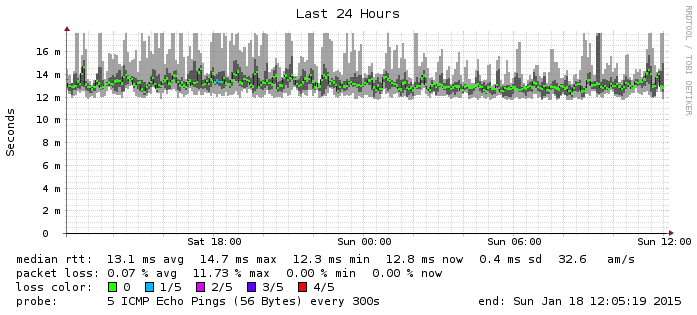 Last 24 Hours
RRDTOOL / TOBI OETIKER
Seconds
16 m
14 m
12 m
10 m
8 m
6 m
4 m
2 m
0
Sat 18:00 Sun 00:00 Sun 06:00 Sun 12:00
median rtt: 13.1 ms avg 14.7 ms max 12.3 ms min 12.8 ms now 0.4 ms sd 32.6 am/s
packet loss: 0.07 % avg 11.73 % max 0.00 % min 0.00 % now
loss color: 0 1/5 2/5 3/5 4/5
probe: 5 ICMP Echo Pings (56 Bytes) every 300s end: Sun Jan 18 12:05:19 2015